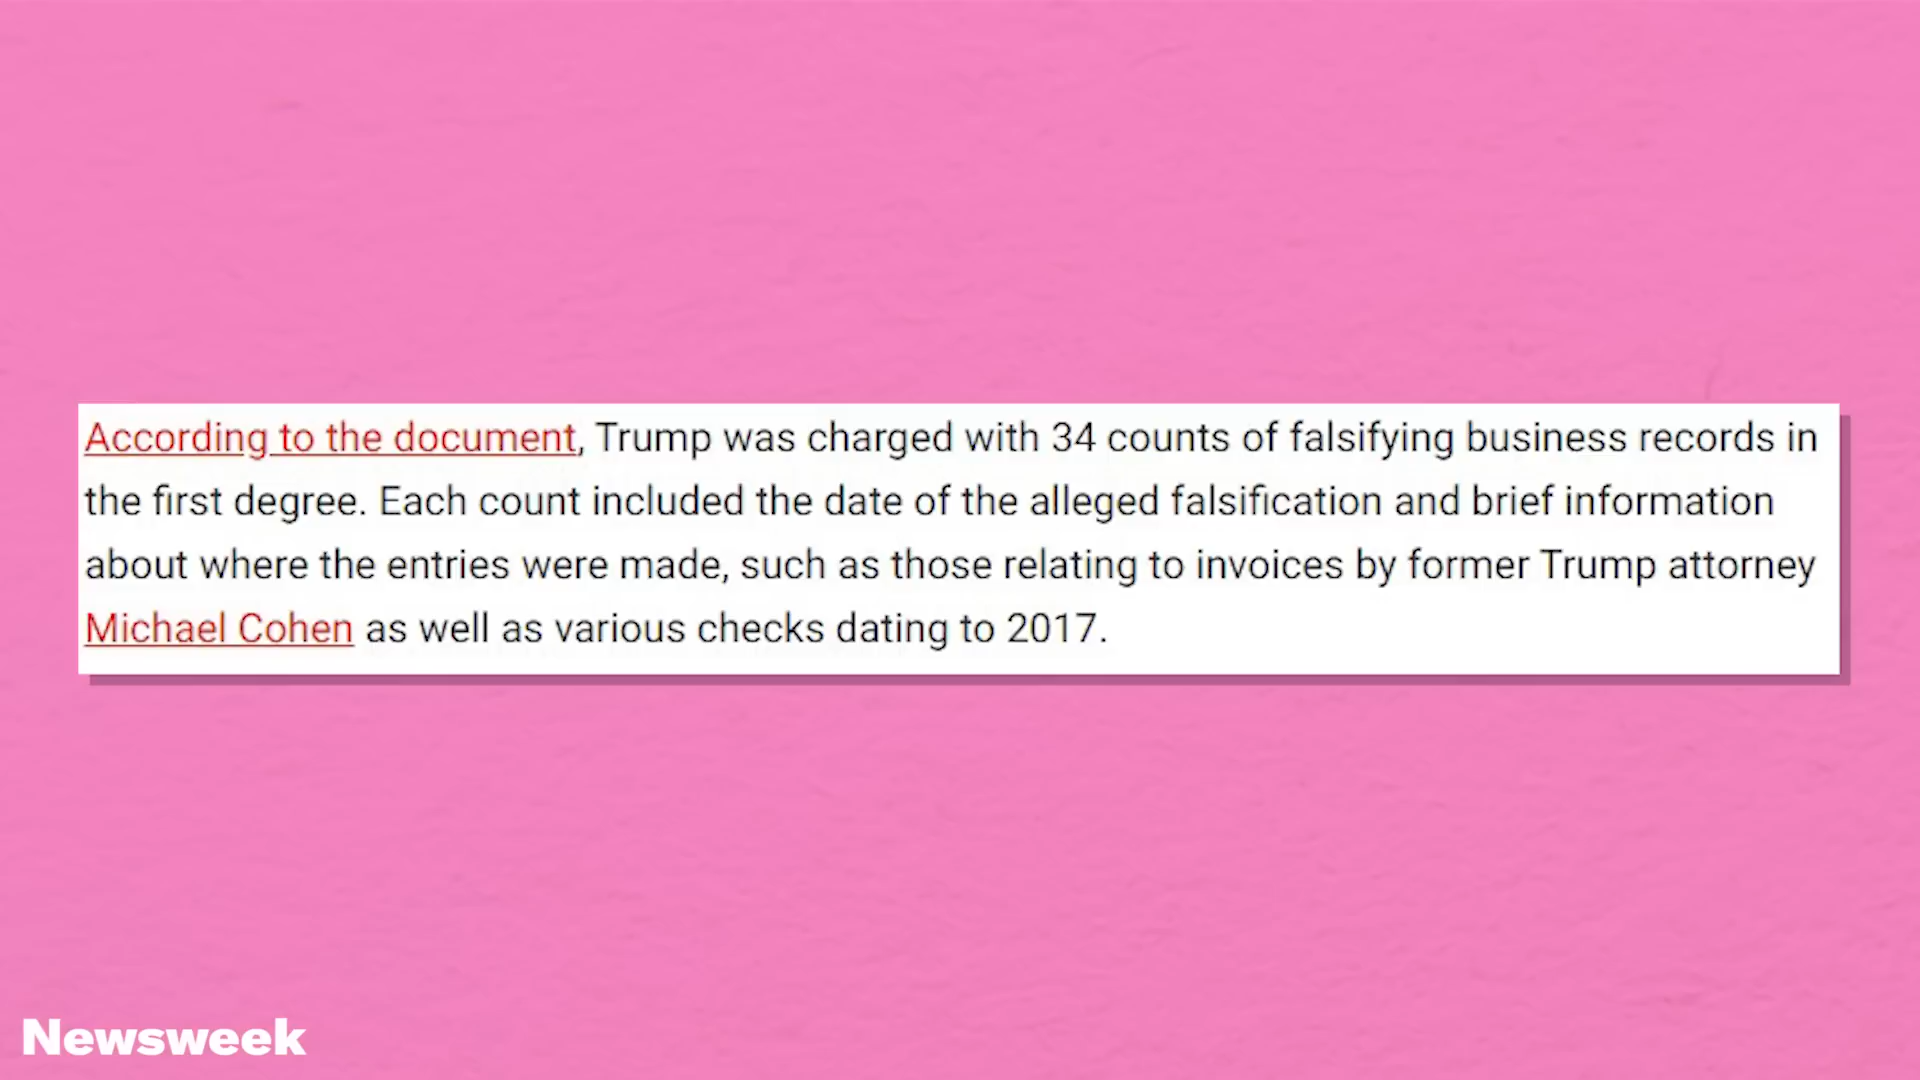 According to the document, Trump was charged with 34 counts of falsifying business records in
the first degree. Each count included the date of the alleged falsification and brief information
about where the entries were made, such as those relating to invoices by former Trump attorney
Michael Cohen as well as various checks dating to 2017.
Newsweek